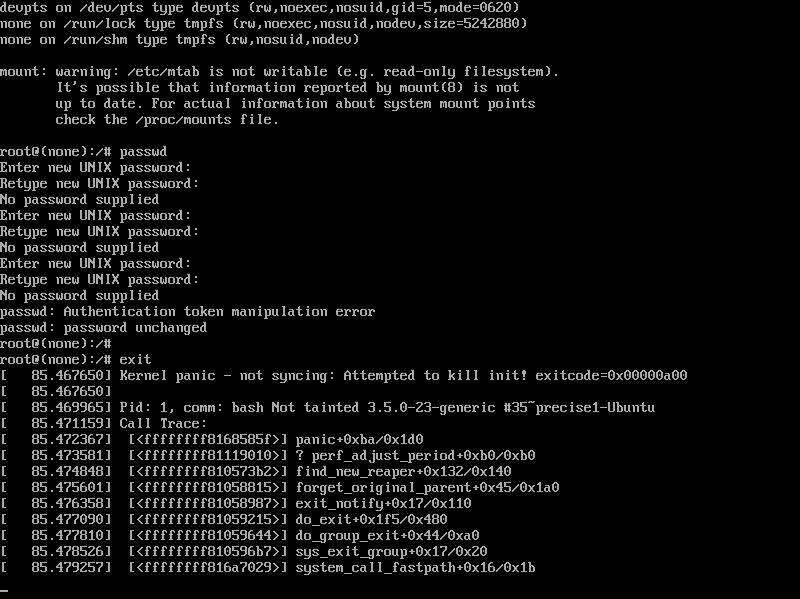 devpts on /dev/pts type devpts (rw,noexec,nosuid,gid=5,mode=0620)
none on /run/lock type tmpfs (rw,noexec,nosuid,nodev,size=5242880)
none on /run/shm type tmpfs (rw,nosuid,nodev)
mount: warning: /etc/mtab is not writable (e.g. read-only filesystem).
       It's possible that information reported by mount(8) is not
       up to date. For actual information about system mount points
       check the /proc/mounts file.
root@(none):/# passwd
Enter new UNIX password:
Retype new UNIX password:
No password supplied
Enter new UNIX password:
Retype new UNIX password:
No password supplied
Enter new UNIX password:
Retype new UNIX password:
No password supplied
passwd: Authentication token manipulation error
passwd: password unchanged
root@(none):/#
root@(none):/# exit
[   85.467650] Kernel panic - not syncing: Attempted to kill init! exitcode=0x00000a00
[   85.467650]
[   85.469965] Pid: 1, comm: bash Not tainted 3.5.0-23-generic #35~precise1-Ubuntu
[   85.471159] Call Trace:
[   85.472367]  [<ffffffff8168585f>] panic+0xba/0x1d0
[   85.473581]  [<ffffffff81119010>] ? perf_adjust_period+0xb0/0xb0
[   85.474848]  [<ffffffff810573b2>] find_new_reaper+0x132/0x140
[   85.475601]  [<ffffffff81058815>] forget_original_parent+0x45/0x1a0
[   85.476358]  [<ffffffff81058987>] exit_notify+0x17/0x110
[   85.477090]  [<ffffffff81059215>] do_exit+0x1f5/0x480
[   85.477810]  [<ffffffff81059644>] do_group_exit+0x44/0xa0
[   85.478526]  [<ffffffff810596b7>] sys_exit_group+0x17/0x20
[   85.479257]  [<ffffffff816a7029>] system_call_fastpath+0x16/0x1b